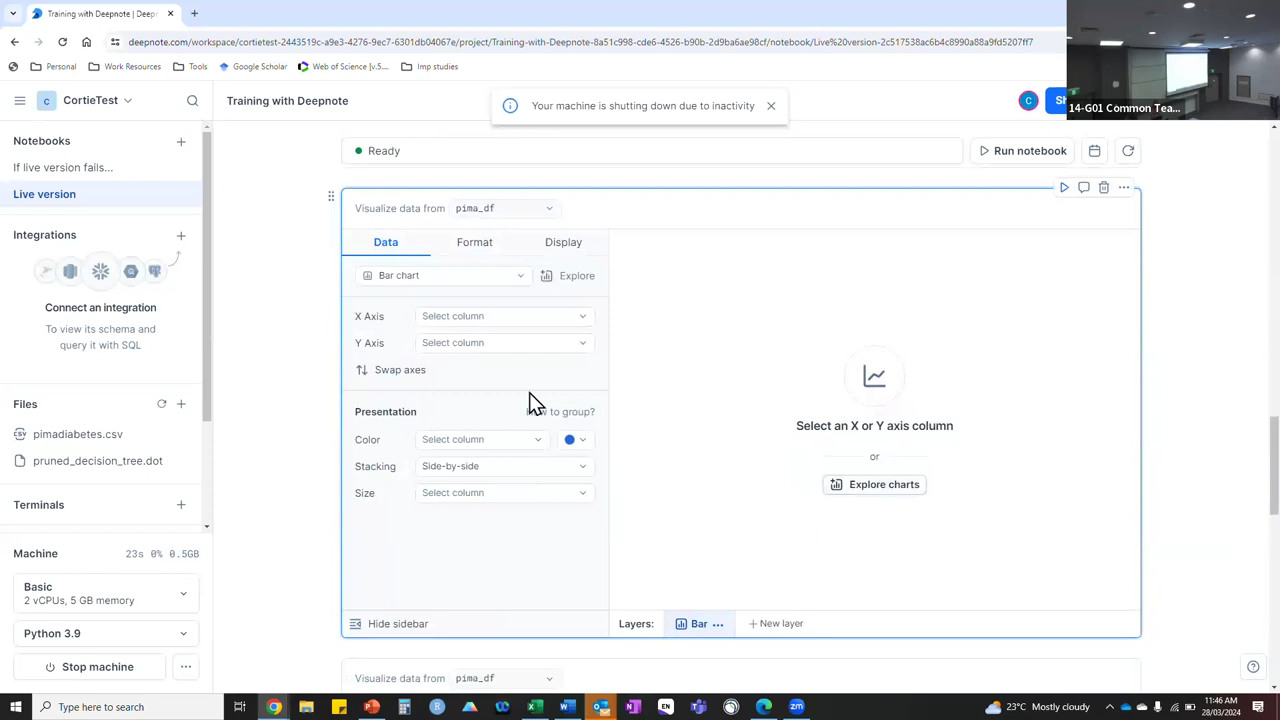 Training with Deepnote | Deepn
deepnote.com/workspace/cortietest-2443519c-a9e3-427d-8ec7-
01db04067e/project/Training-with-Deepnote-8a51c998-cde6-4526-b90b-2d9ba6ae98cf/notebook/Live%20version-2c517538ac6b4c8990a88a9fd5207ff7
Personal
Work Resources
Tools
Google Scholar
Web of Science [v.5....
Imp studies
14-G01 Common Tea...
C
CortieTest
Training with Deepnote
Your machine is shutting down due to inactivity
C
Sh
Notebooks
If live version fails...
Live version
Integrations
Connect an integration
To view its schema and
query it with SQL
Files
pimadiabetes.csv
pruned_decision_tree.dot
Terminals
Machine
23s 0% 0.5GB
Basic
2 vCPUs, 5 GB memory
Python 3.9
Stop machine
Ready
Run notebook
Visualize data from pima_df
Data
Format
Display
Bar chart
Explore
X Axis
Select column
Y Axis
Select column
Swap axes
Presentation
to group?
Color
Select column
Stacking
Side-by-side
Size
Select column
Select an X or Y axis column
or
Explore charts
Hide sidebar
Layers:
Bar
+ New layer
Visualize data from pima_df
Type here to search
23°C Mostly cloudy
11:46 AM
28/03/2024